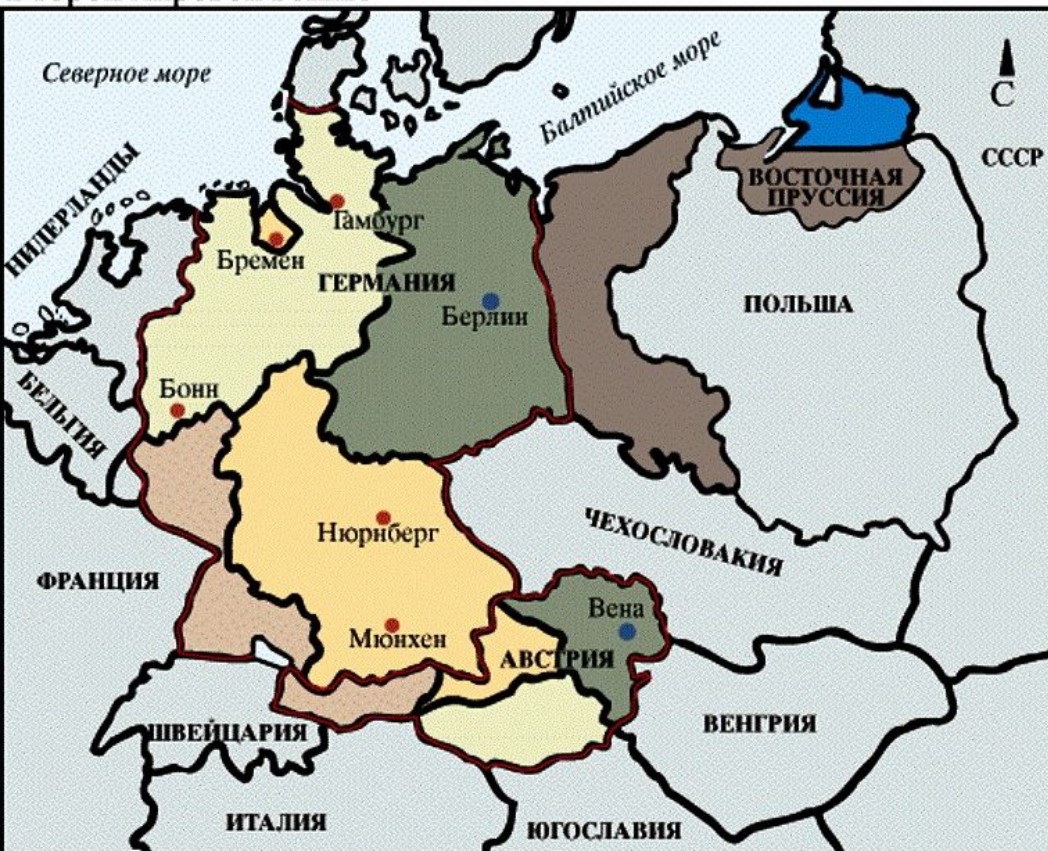 Северное море
Балтийское море
С
СССР
НИДЕРЛАНДЫ
ВОСТОЧНАЯ
ПРУССИЯ
Гамбург
Бремен
ГЕРМАНИЯ
Берлин
ПОЛЬША
БЕЛЬГИЯ
Бонн
Нюрнберг
ЧЕХОСЛОВАКИЯ
ФРАНЦИЯ
Вена
Мюнхен
АВСТРИЯ
ШВЕЙЦАРИЯ
ВЕНГРИЯ
ИТАЛИЯ
ЮГОСЛАВИЯ